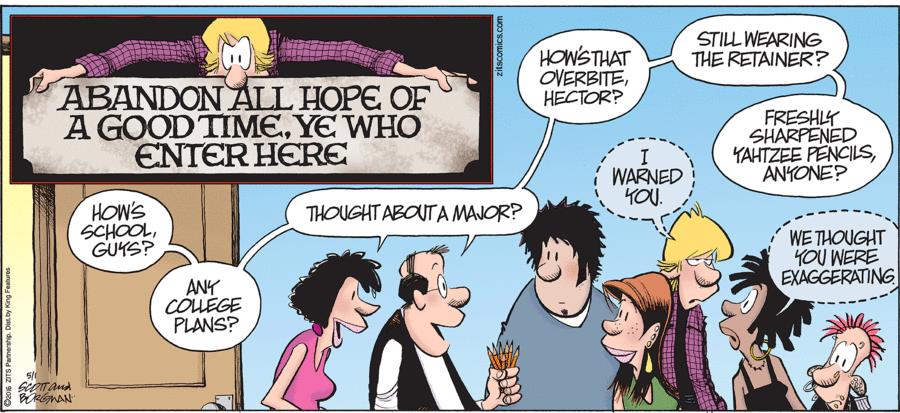 ABANDON ALL HOPE OF
A GOOD TIME, YE WHO
ENTER HERE
zitscomics.com
HOW'S
SCHOOL,
GUYS?
ANY
COLLEGE
PLANS?
THOUGHT ABOUT A MAJOR?
HOW'S THAT
OVERBITE,
HECTOR?
STILL WEARING
THE RETAINER?
FRESHLY
SHARPENED
YAHTZEE PENCILS,
ANYONE?
I
WARNED
YOU.
WE THOUGHT
YOU WERE
EXAGGERATING.
©2016 ZITS Partnership. Dist. by King Features
5/1
SCOTT and
BORGMAN